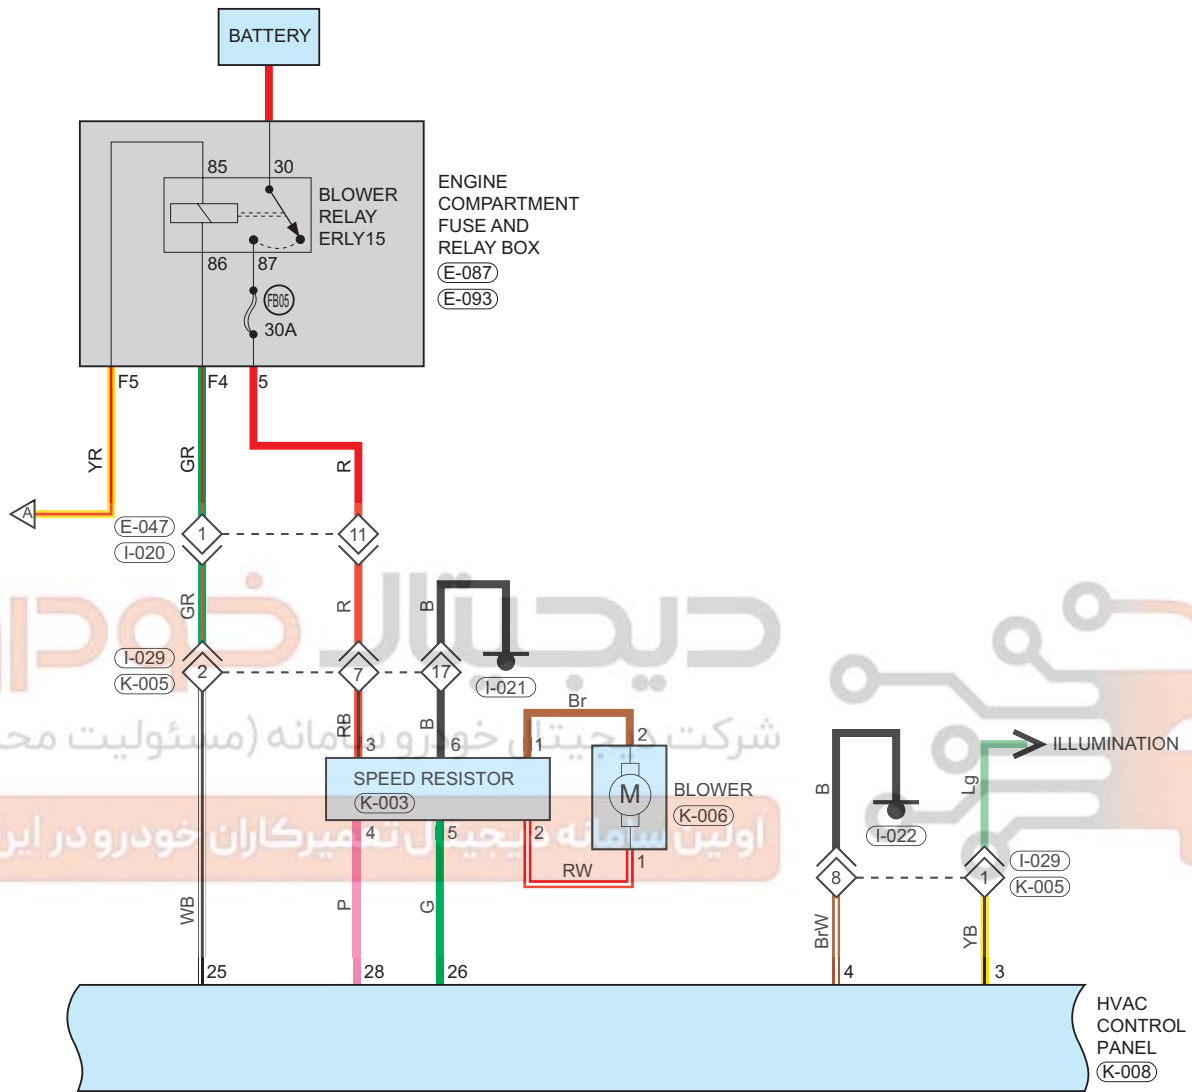 BATTERY
85
30
BLOWER
RELAY
ERLY15
86
87
FB05
30A
ENGINE
COMPARTMENT
FUSE AND
RELAY BOX
E-087
E-093
F5
F4
5
YR
GR
R
A
E-047
I-020
1
11
GR
R
B
دیجیتال خودرو
I-029
K-005
2
7
17
I-021
RB
B
شرکت دیجیتال خودرو سامانه (مسئولیت
3
6
1
Br
2
SPEED RESISTOR
K-003
M
BLOWER
K-006
4
5
2
1
RW
اولین سامانه دیجیتال تعمیرکاران خودرو در
B
I-022
Lg
ILLUMINATION
8
1
I-029
K-005
WB
P
G
BrW
YB
25
28
26
4
3
HVAC
CONTROL
PANEL
K-008